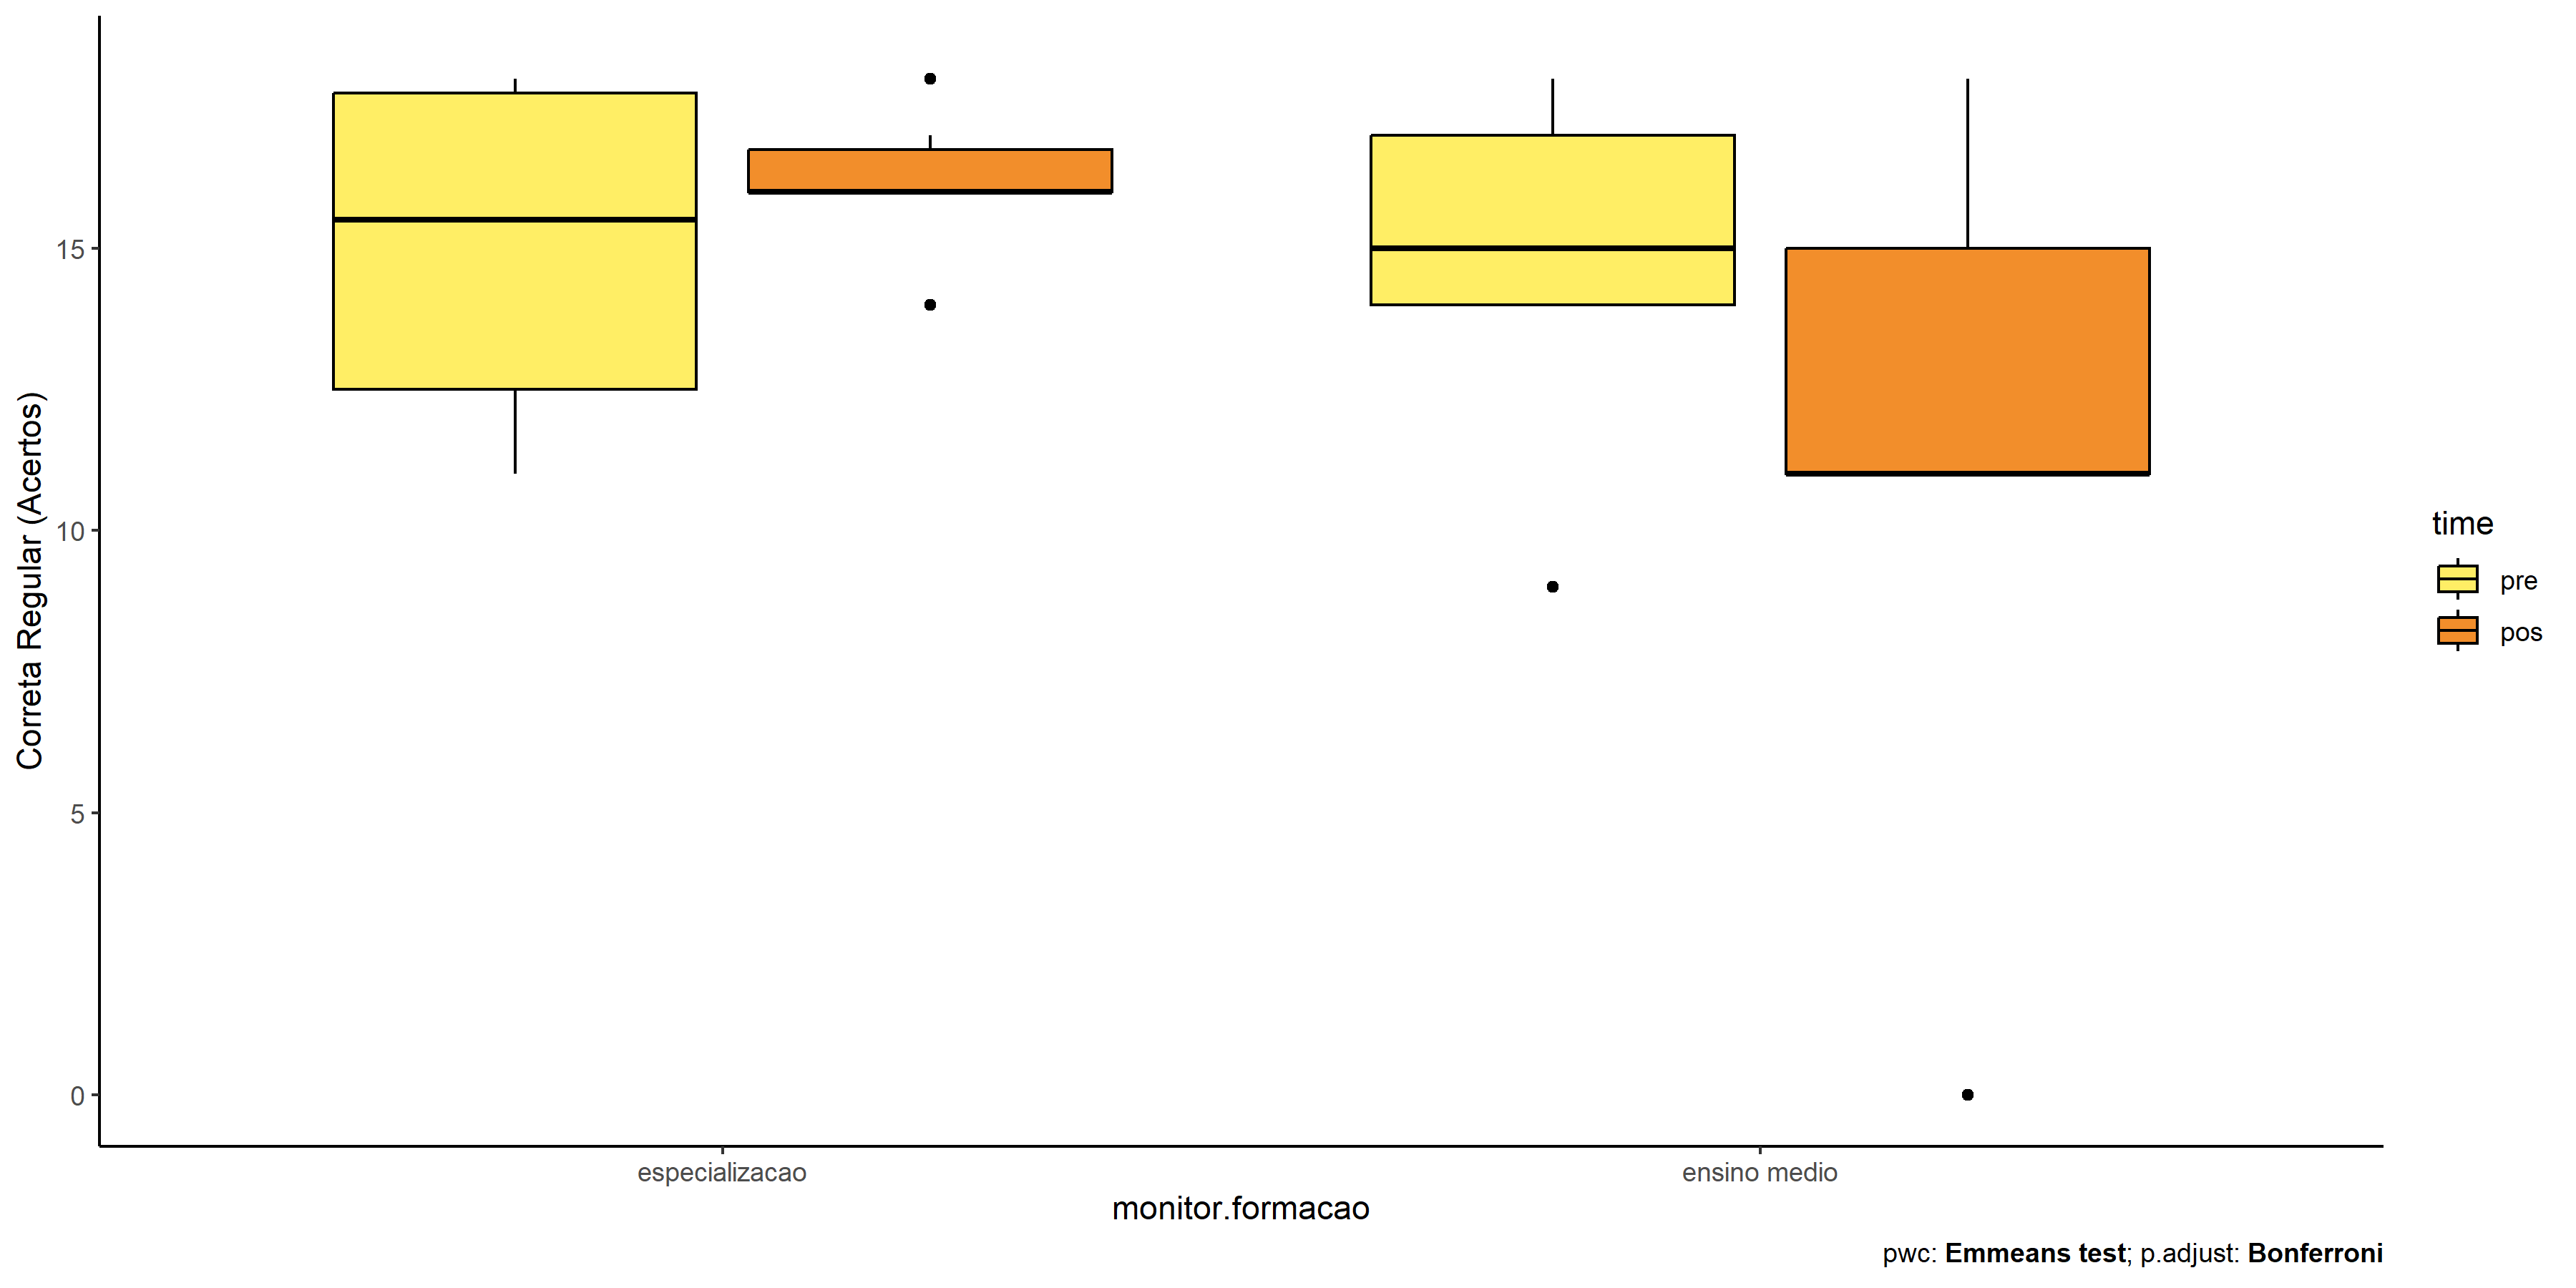 Correta Regular (Acertos)
15
10
5
0
especializacao
ensino medio
monitor.formacao
time
pre
pos
pwc: Emmeans test; p.adjust: Bonferroni